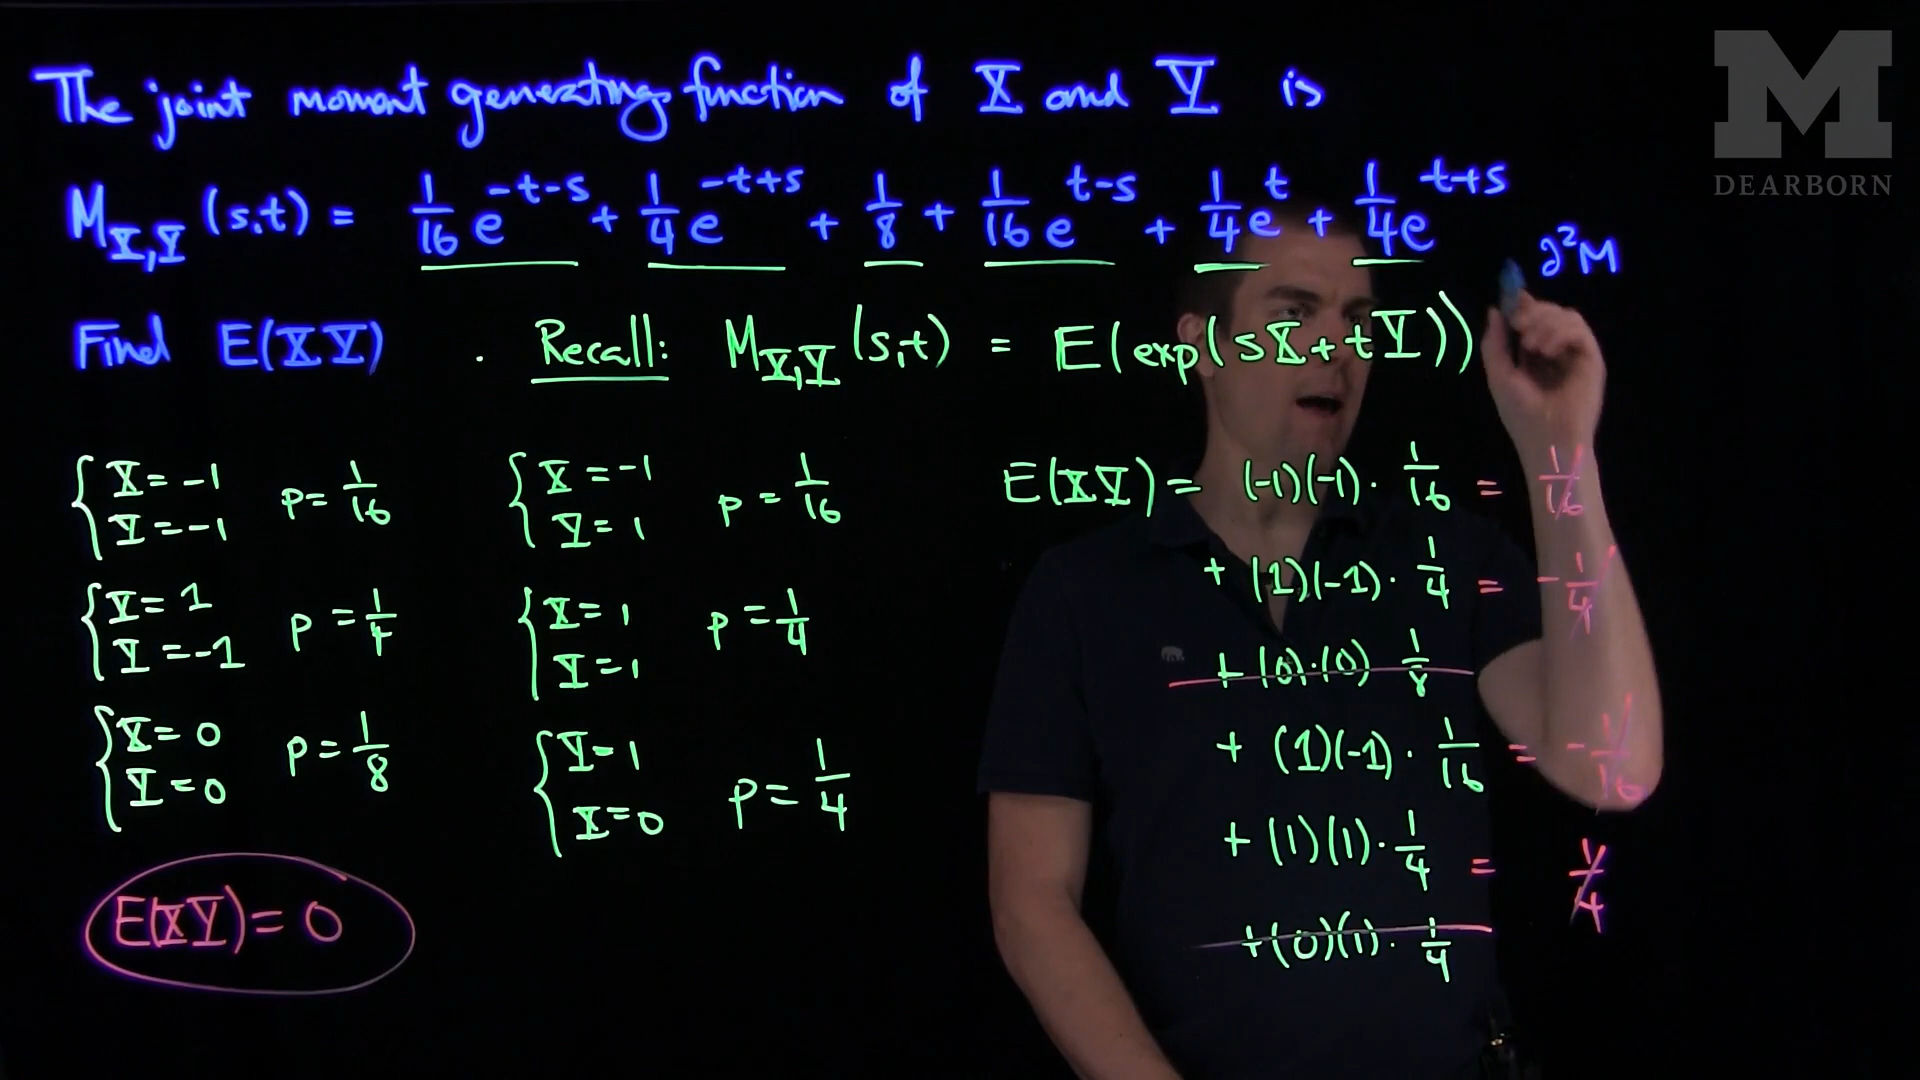 The joint moment generating function of X and Y is
M_{X,Y}(s,t) = 1/16 e^{-t-s} + 1/4 e^{-t+s} + 1/8 + 1/16 e^{t-s} + 1/4 e^{t} + 1/4 e^{t+s}
∂²M
Find E(XY) . Recall: M_{X,Y}(s,t) = E(exp(sX+tY))
X=-1
Y=-1
p=1/16
X=1
Y=-1
p=1/4
X=0
Y=0
p=1/8
X=-1
Y=1
p=1/16
X=1
Y=1
p=1/4
Y=1
X=0
p=1/4
E(XY) = (-1)(-1)·1/16 = 1/16
+ (1)(-1)·1/4 = -1/4
+ (0)·(0) 1/8
+ (1)(-1)·1/16 = -1/16
+ (1)(1)·1/4 = 1/4
+(0)(1)·1/4
E(XY)=0
M
DEARBORN